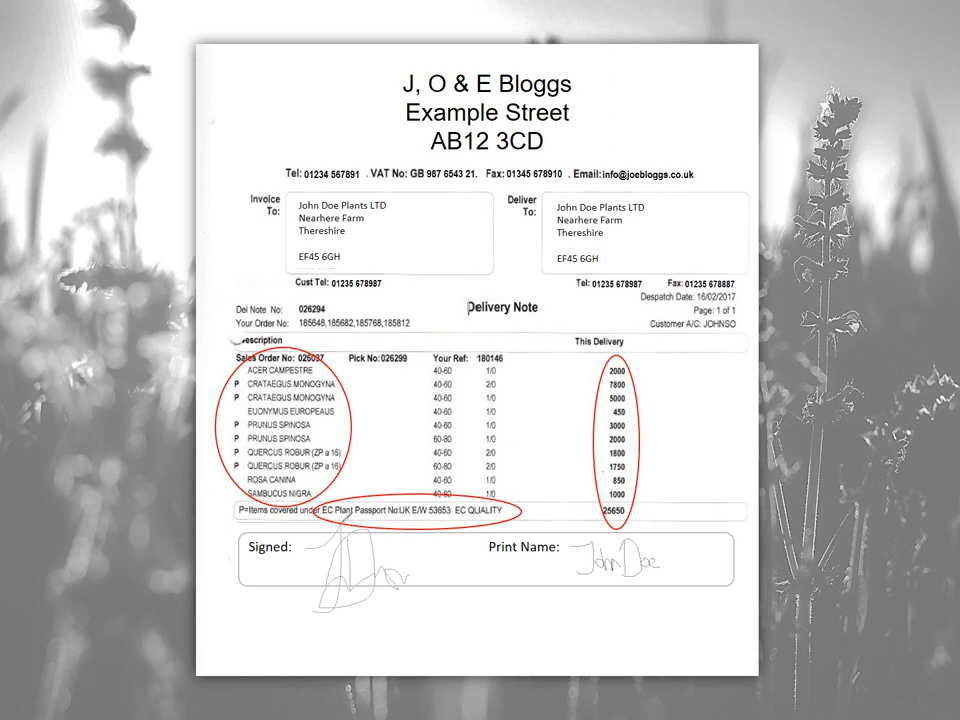 J, O & E Bloggs
Example Street
AB12 3CD
Tel: 01234 567891 . VAT No: GB 987 6543 21. Fax: 01345 678910 . Email: info@joebloggs.co.uk
Invoice To:
John Doe Plants LTD
Nearhere Farm
Thereshire
EF45 6GH
Deliver To:
John Doe Plants LTD
Nearhere Farm
Thereshire
EF45 6GH
Cust Tel: 01235 678987
Tel: 01235 678987 Fax: 01235 678887
Despatch Date: 16/02/2017
Del Note No: 026294
Delivery Note
Page: 1 of 1
Your Order No: 185648,185682,185768,185812
Customer A/C: JOHNSO
Description This Delivery
Sales Order No: 026037 Pick No: 026299 Your Ref: 180146
ACER CAMPESTRE 40-60 1/0 2000
P CRATAEGUS MONOGYNA 40-60 2/0 7800
P CRATAEGUS MONOGYNA 40-60 1/0 5000
EUONYMUS EUROPEAUS 40-60 1/0 450
P PRUNUS SPINOSA 40-60 1/0 3000
P PRUNUS SPINOSA 60-80 1/0 2000
P QUERCUS ROBUR (ZP a 16) 40-60 2/0 1800
P QUERCUS ROBUR (ZP a 16) 60-80 2/0 1750
ROSA CANINA 40-60 1/0 850
SAMBUCUS NIGRA 40-60 1/0 1000
P=Items covered under EC Plant Passport No:UK E/W 53653 EC QUALITY 25650
Signed:
Print Name: John Doe